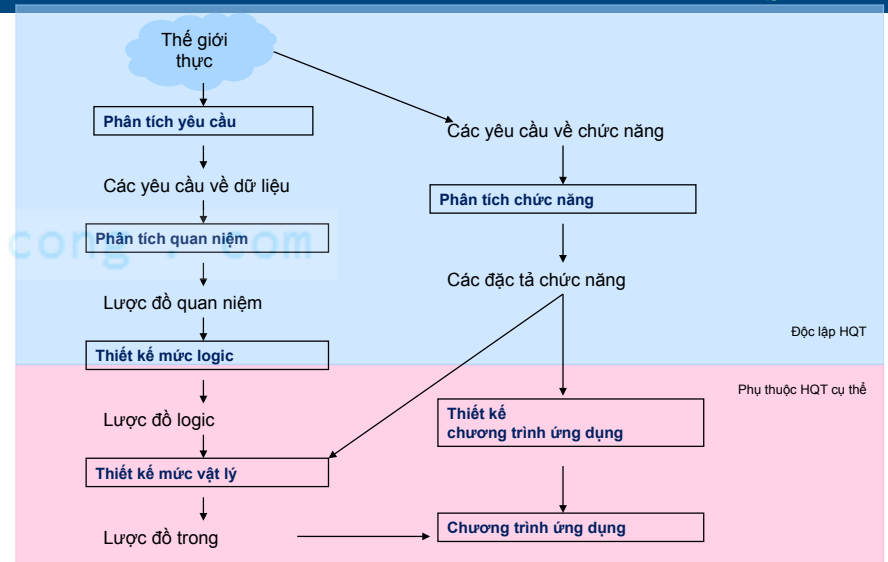 Thế giới
thực
Phân tích yêu cầu
Các yêu cầu về chức năng
Các yêu cầu về dữ liệu
Phân tích chức năng
Phân tích quan niệm
cong . com
Các đặc tả chức năng
Lược đồ quan niệm
Độc lập HQT
Thiết kế mức logic
Phụ thuộc HQT cụ thể
Lược đồ logic
Thiết kế
chương trình ứng dụng
Thiết kế mức vật lý
Lược đồ trong
Chương trình ứng dụng